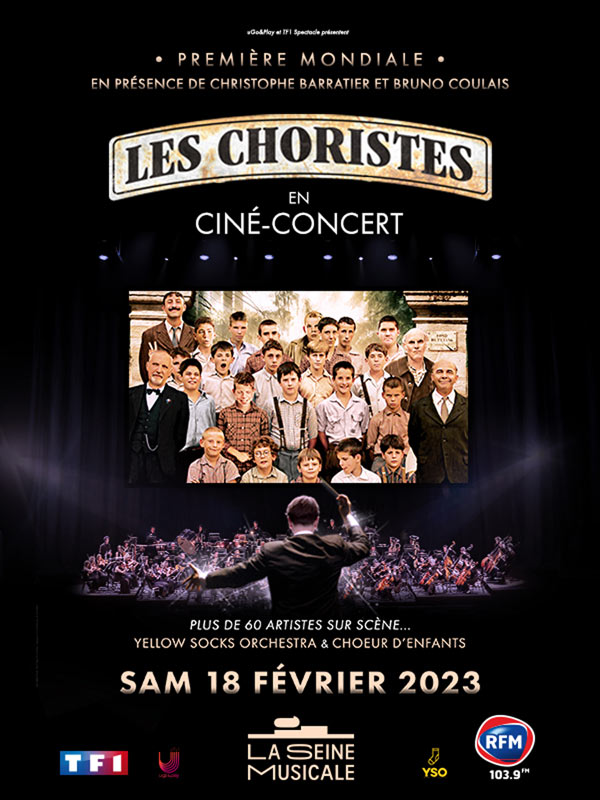 uGo&Play et TF1 Spectacle présentent
• PREMIÈRE MONDIALE •
EN PRÉSENCE DE CHRISTOPHE BARRATIER ET BRUNO COULAIS
LES CHORISTES
EN
CINÉ-CONCERT
PLUS DE 60 ARTISTES SUR SCÈNE...
YELLOW SOCKS ORCHESTRA & CHOEUR D'ENFANTS
SAM 18 FÉVRIER 2023
TF1
LA SEINE
MUSICALE
YSO
RFM
103.9 FM